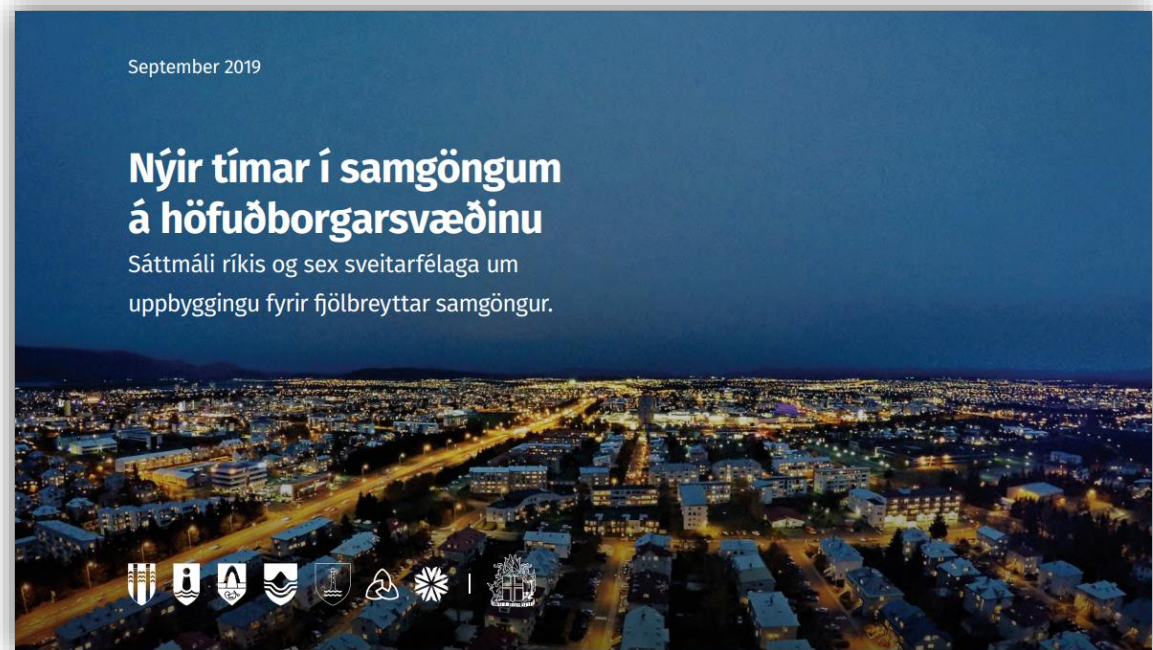 September 2019
Nýir tímar í samgöngum
á höfuðborgarsvæðinu
Sáttmáli ríkis og sex sveitarfélaga um
uppbyggingu fyrir fjölbreyttar samgöngur.